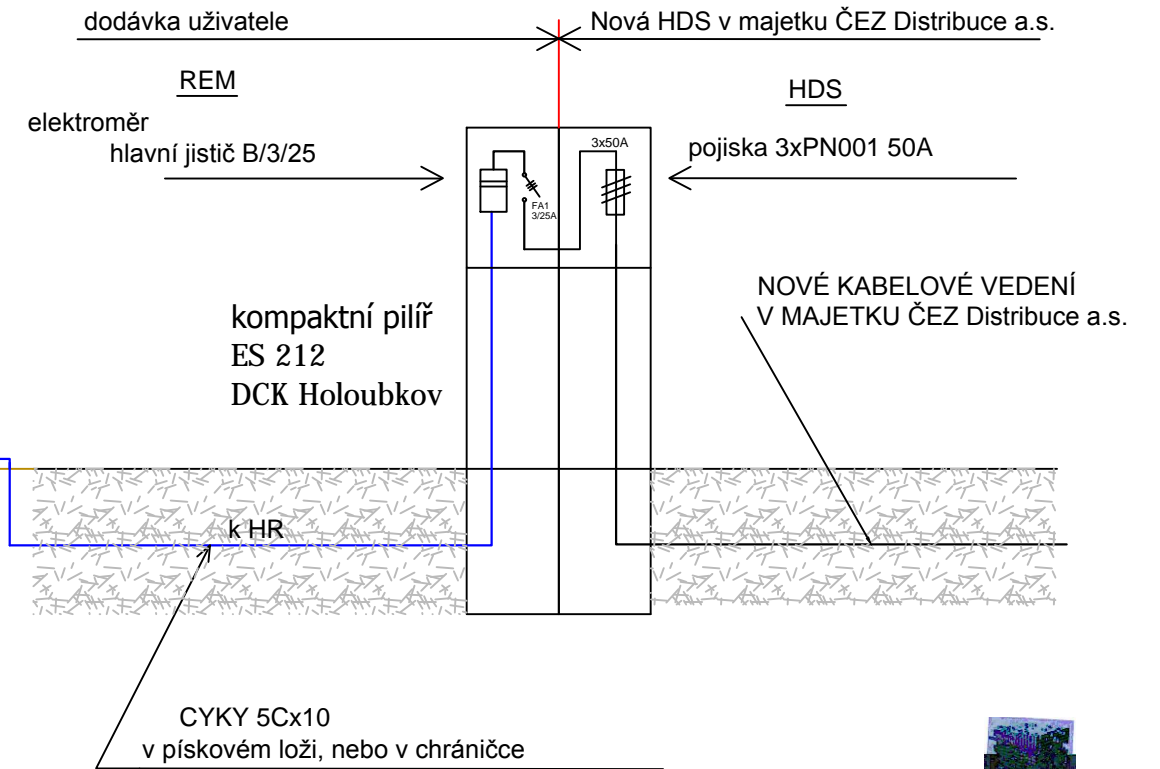 dodávka uživatele
Nová HDS v majetku ČEZ Distribuce a.s.
REM
HDS
elektroměr
hlavní jistič B/3/25
pojiska 3xPN001 50A
3x50A
FA1
3/25A
NOVÉ KABELOVÉ VEDENÍ
V MAJETKU ČEZ Distribuce a.s.
kompaktní pilíř
ES 212
DCK Holoubkov
k HR
CYKY 5Cx10
v pískovém loži, nebo v chráničce